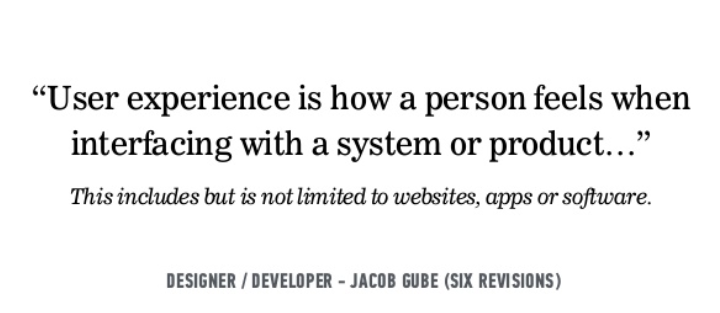 “User experience is how a person feels when
interfacing with a system or product...”
This includes but is not limited to websites, apps or software.
DESIGNER / DEVELOPER – JACOB GUBE (SIX REVISIONS)